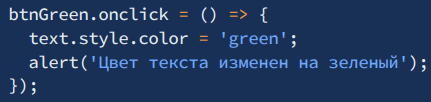 btnGreen.onclick = () => {
  text.style.color = 'green';
  alert('Цвет текста изменен на зеленый');
});